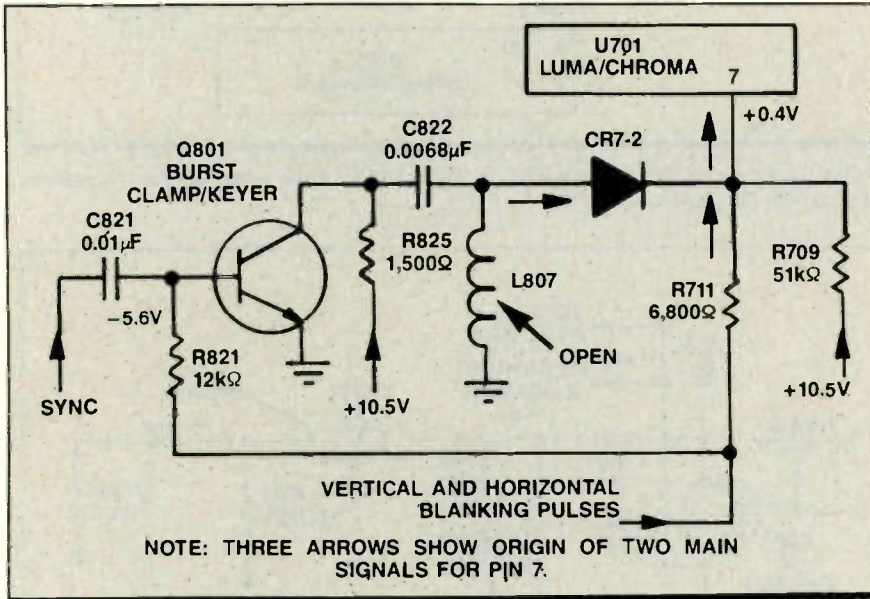 U701
LUMA/CHROMA
7
+0.4V
C822
0.0068µF
CR7-2
Q801
BURST
CLAMP/KEYER
C821
0.01µF
R825
1,500Ω
L807
R709
51kΩ
R711
6,800Ω
−5.6V
R821
12kΩ
OPEN
SYNC
+10.5V
+10.5V
VERTICAL AND HORIZONTAL
BLANKING PULSES
NOTE: THREE ARROWS SHOW ORIGIN OF TWO MAIN
SIGNALS FOR PIN 7.